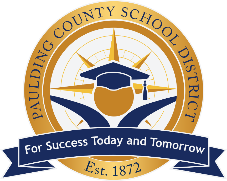 PAULDING COUNTY SCHOOL DISTRICT
For Success Today and Tomorrow
Est. 1872